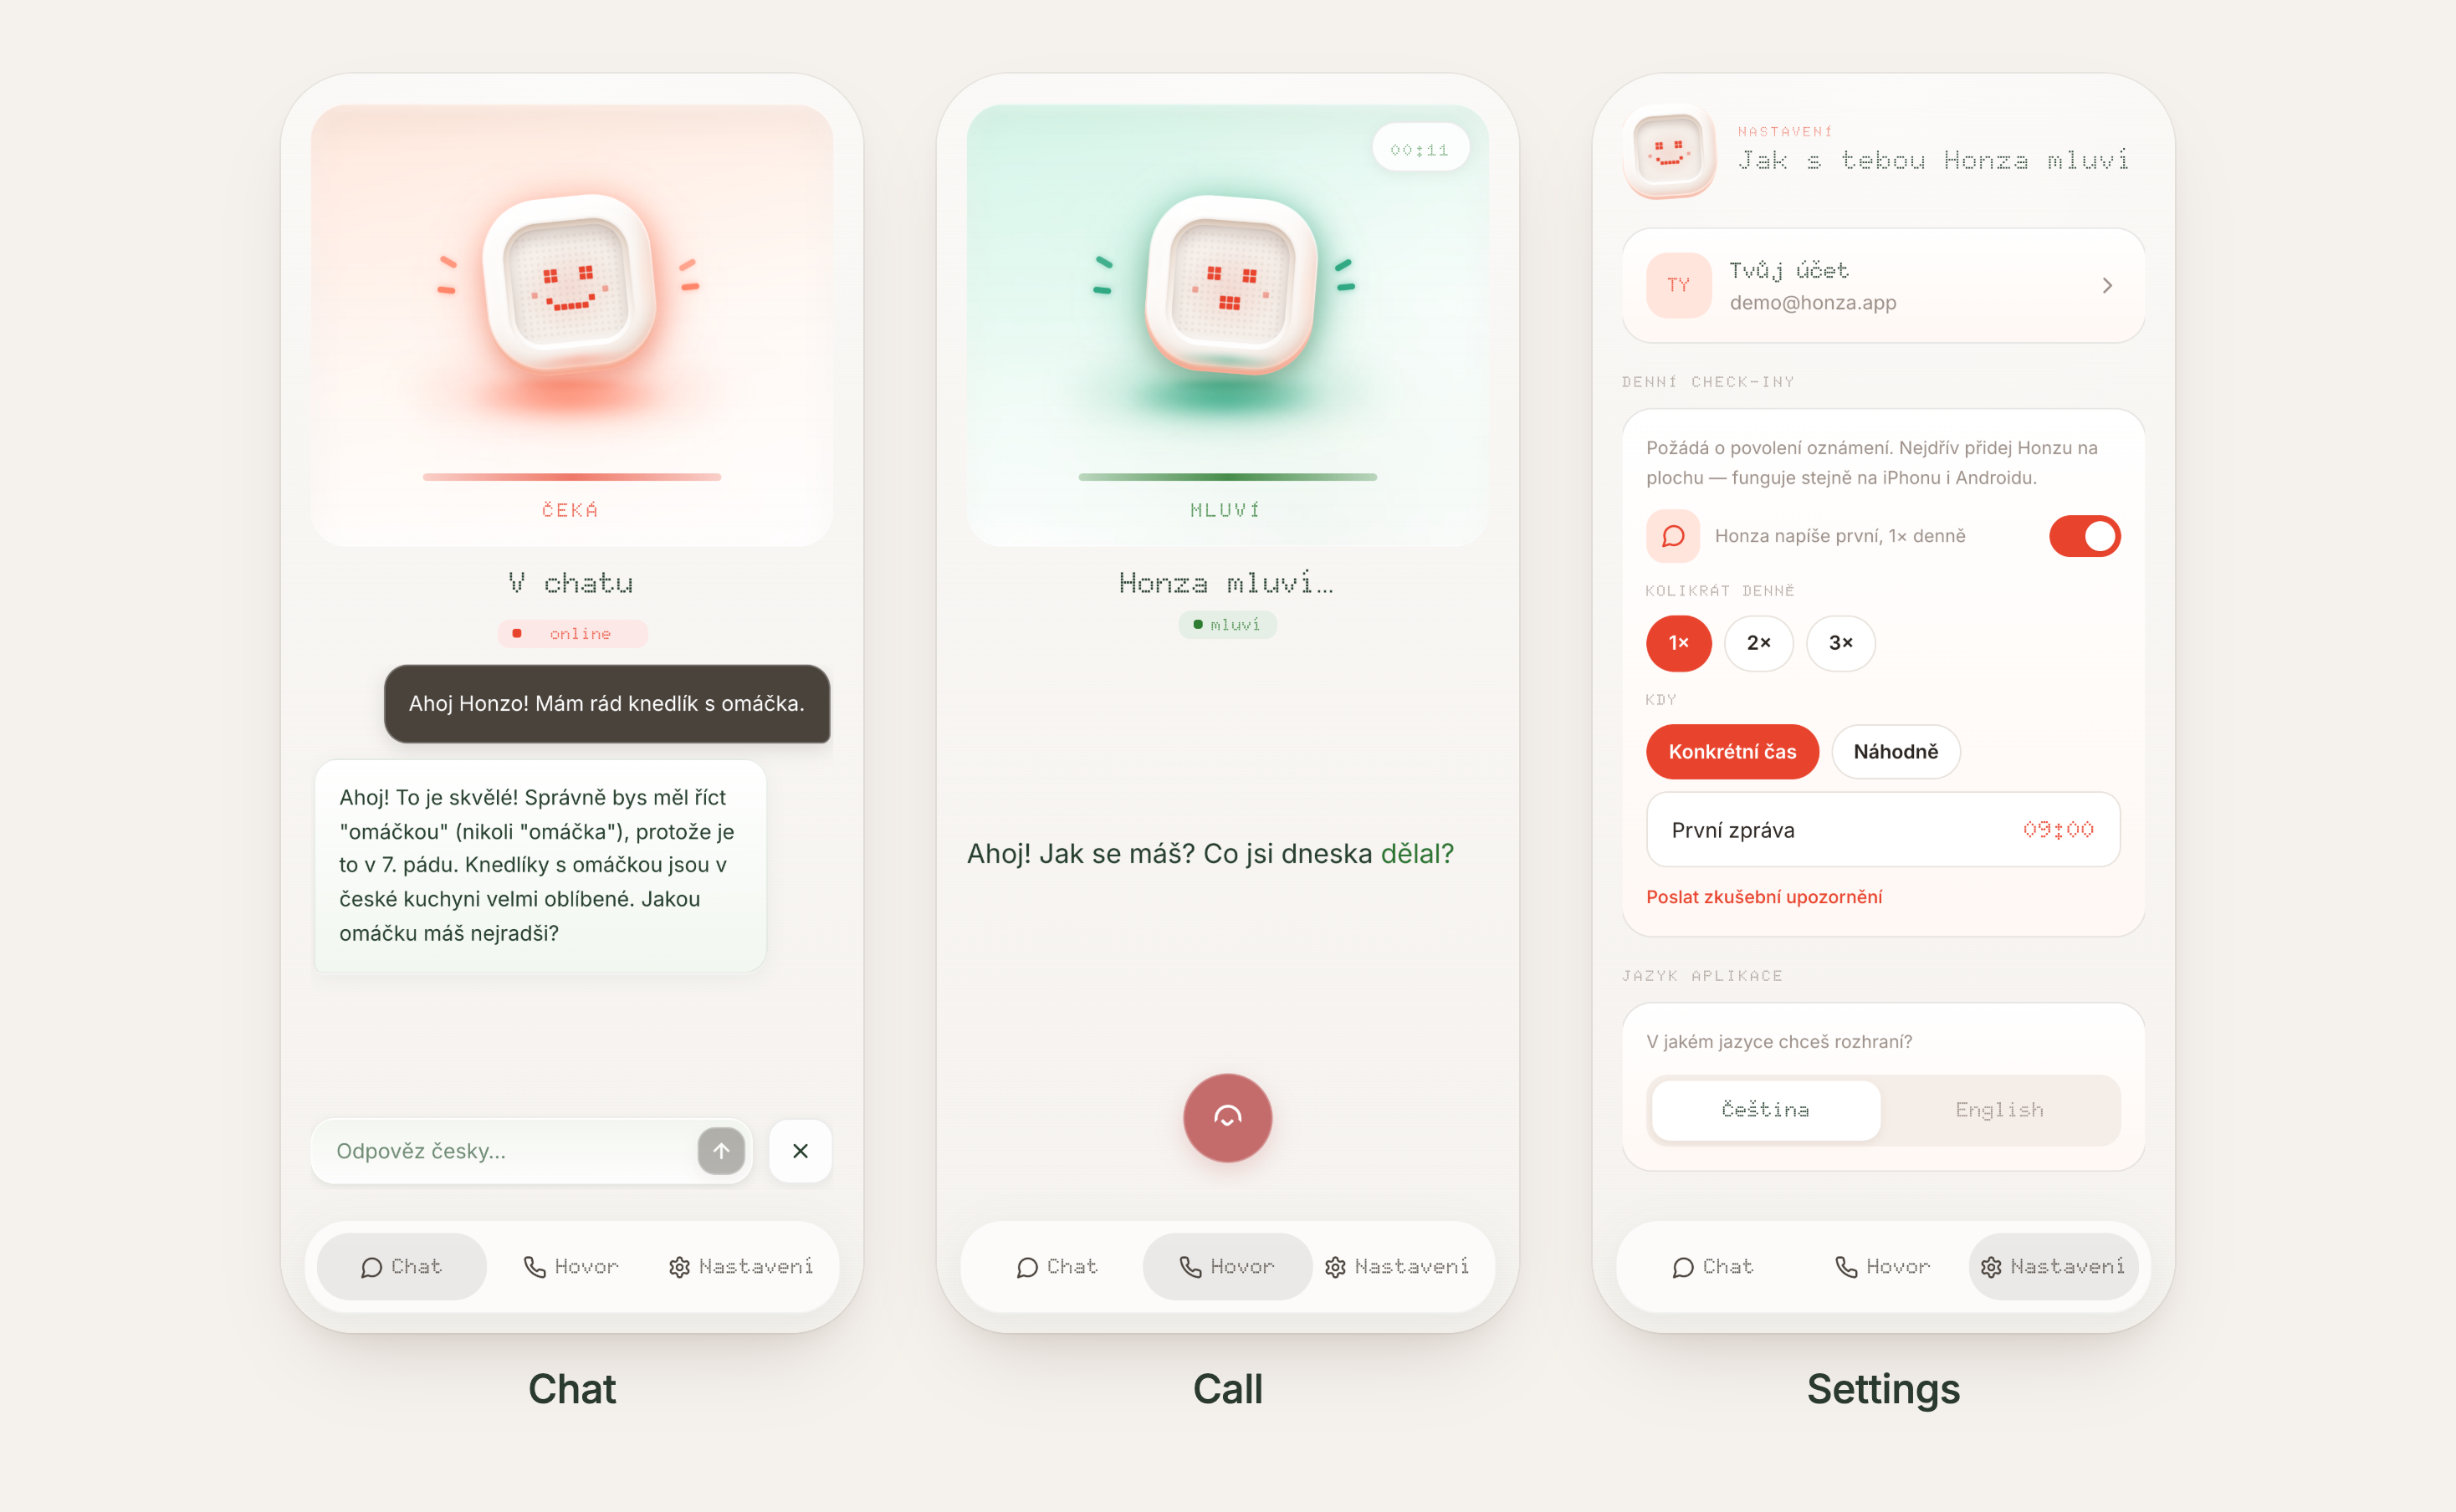 ČEKÁ
V chatu
online
Ahoj Honzo! Mám rád knedlík s omáčka.
Ahoj! To je skvělé! Správně bys měl říct
"omáčkou" (nikoli "omáčka"), protože je
to v 7. pádu. Knedlíky s omáčkou jsou v
české kuchyni velmi oblíbené. Jakou
omáčku máš nejradši?
Odpověz česky...
Chat
Hovor
Nastavení
Chat
00:11
MLUVÍ
Honza mluví...
mluví
Ahoj! Jak se máš? Co jsi dneska dělal?
Chat
Hovor
Nastavení
Call
NASTAVENÍ
Jak s tebou Honza mluví
TY
Tvůj účet
demo@honza.app
DENNÍ CHECK-INY
Požádá o povolení oznámení. Nejdřív přidej Honzu na
plochu — funguje stejně na iPhonu i Androidu.
Honza napíše první, 1× denně
KOLIKRÁT DENNĚ
1×
2×
3×
KDY
Konkrétní čas
Náhodně
První zpráva
09:00
Poslat zkušební upozornění
JAZYK APLIKACE
V jakém jazyce chceš rozhraní?
Čeština
English
Chat
Hovor
Nastavení
Settings